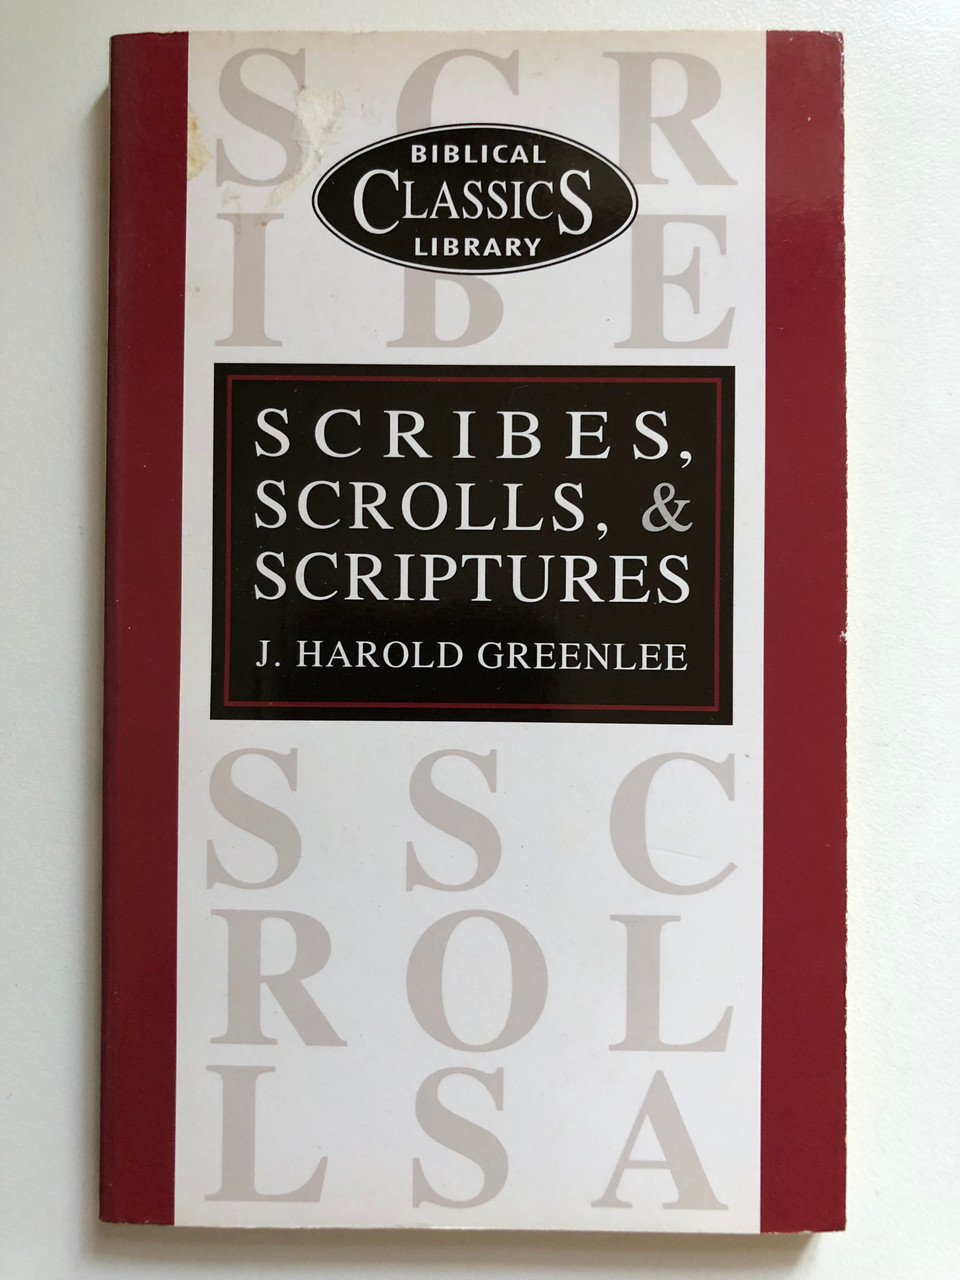 S C R
BIBLICAL
CLASSICS
LIBRARY
I B E
SCRIBES,
SCROLLS, &
SCRIPTURES
J. HAROLD GREENLEE
S S C
R O L
L S A